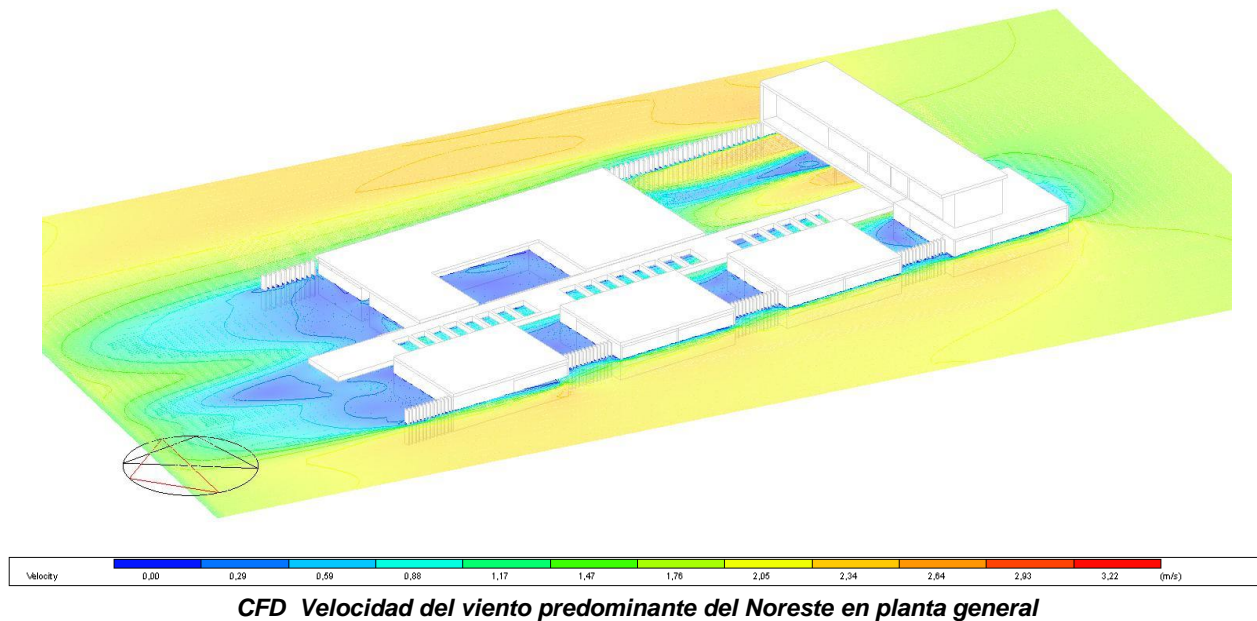 Velocity 0,00 0,29 0,59 0,88 1,17 1,47 1,76 2,05 2,34 2,64 2,93 3,22 (m/s)
CFD Velocidad del viento predominante del Noreste en planta general